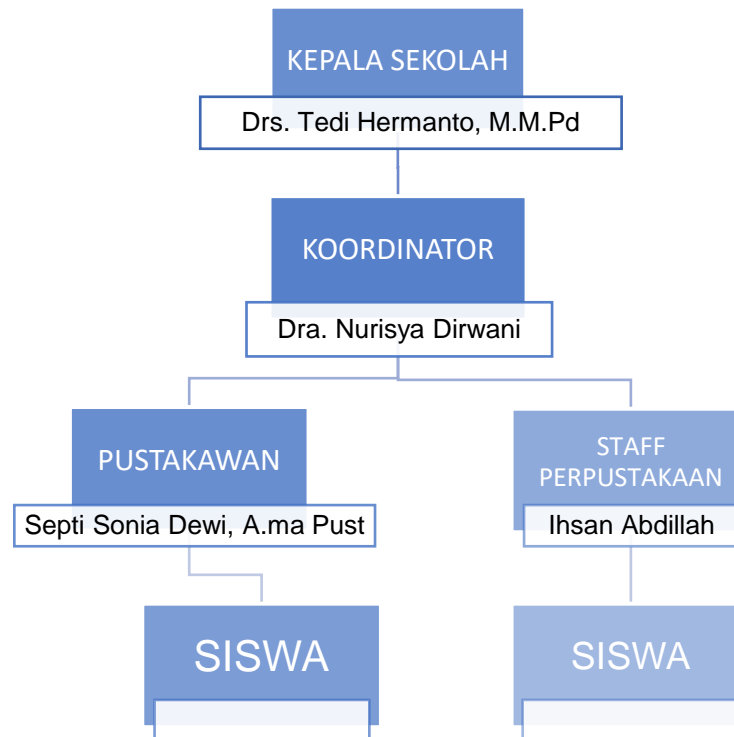 KEPALA SEKOLAH
Drs. Tedi Hermanto, M.M.Pd
KOORDINATOR
Dra. Nurisya Dirwani
PUSTAKAWAN
Septi Sonia Dewi, A.ma Pust
STAFF
PERPUSTAKAAN
Ihsan Abdillah
SISWA
SISWA